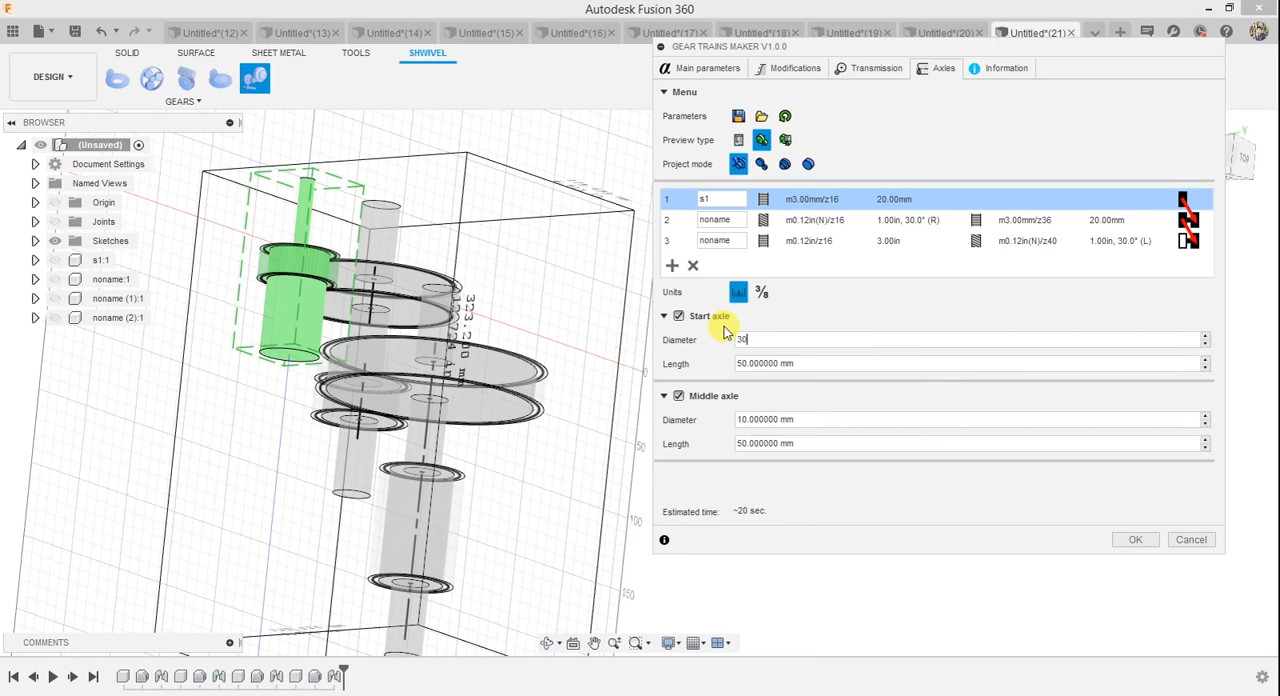 Autodesk Fusion 360
Untitled*(12) Untitled*(13) Untitled*(14) Untitled*(15) Untitled*(16) Untitled*(17) Untitled*(18) Untitled*(19) Untitled*(20) Untitled*(21)
SOLID SURFACE SHEET METAL TOOLS SHWIVEL
DESIGN
GEARS
BROWSER
(Unsaved)
Document Settings
Named Views
Origin
Joints
Sketches
s1:1
noname:1
noname (1):1
noname (2):1
TOP
Y
50
100
150
GEAR TRAINS MAKER V1.0.0
Main parameters Modifications Transmission Axles Information
Menu
Parameters
Preview type
Project mode
1 s1 m3.00mm/z16 20.00mm
2 noname m0.12in(N)/z16 1.00in, 30.0° (R) m3.00mm/z36 20.00mm
3 noname m0.12in/z16 3.00in m0.12in(N)/z40 1.00in, 30.0° (L)
Units
Start axle
Diameter 30
Length 50.000000 mm
Middle axle
Diameter 10.000000 mm
Length 50.000000 mm
Estimated time: ~20 sec.
OK Cancel
COMMENTS